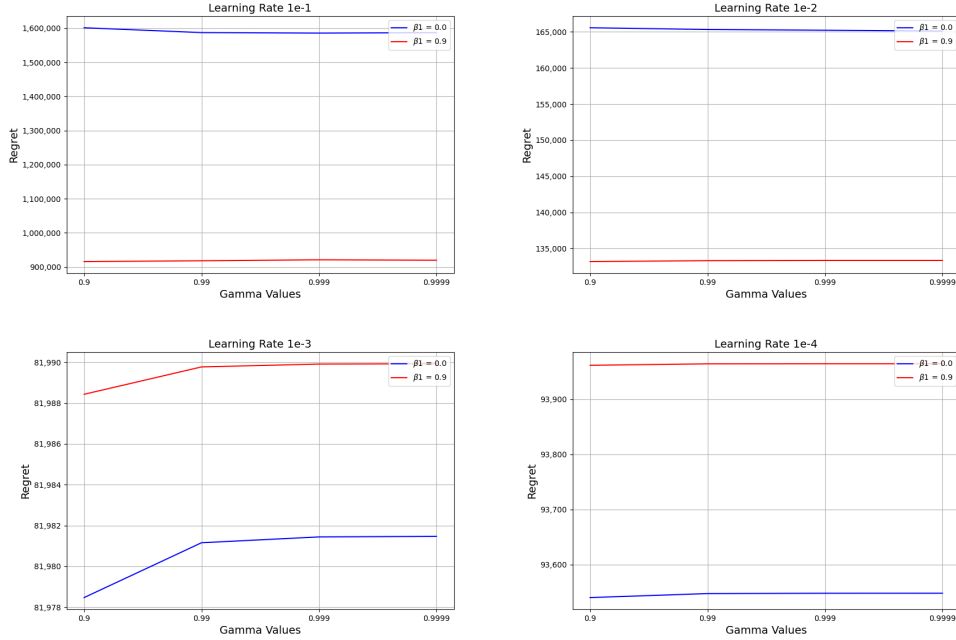 Learning Rate 1e-1
1,600,000
1,500,000
1,400,000
1,300,000
1,200,000
1,100,000
1,000,000
900,000
Regret
β1 = 0.0
β1 = 0.9
0.9
0.99
0.999
0.9999
Gamma Values
Learning Rate 1e-2
165,000
160,000
155,000
150,000
145,000
140,000
135,000
Regret
β1 = 0.0
β1 = 0.9
0.9
0.99
0.999
0.9999
Gamma Values
Learning Rate 1e-3
81,990
81,988
81,986
81,984
81,982
81,980
81,978
Regret
β1 = 0.0
β1 = 0.9
0.9
0.99
0.999
0.9999
Gamma Values
Learning Rate 1e-4
93,900
93,800
93,700
93,600
Regret
β1 = 0.0
β1 = 0.9
0.9
0.99
0.999
0.9999
Gamma Values